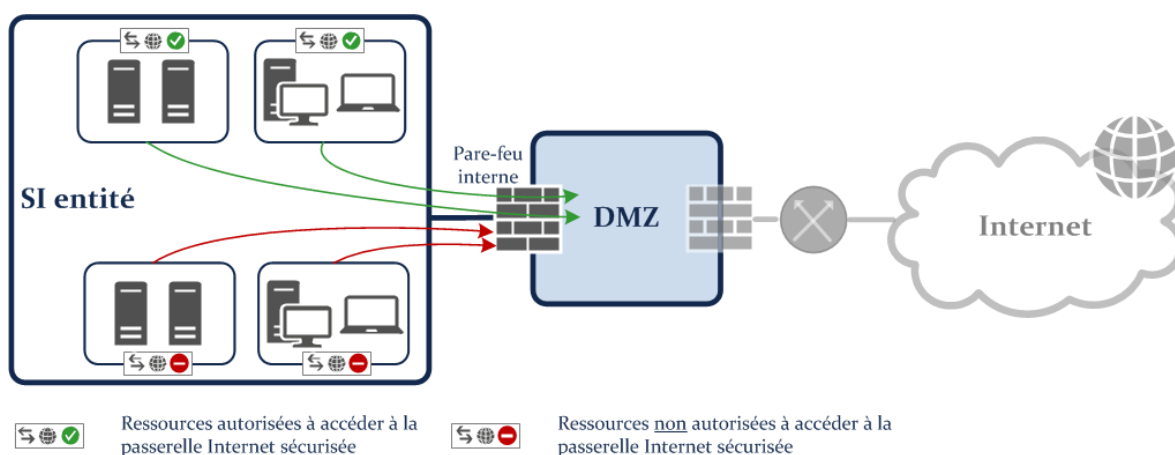 Pare-feu
interne
SI entité
DMZ
Internet
Ressources autorisées à accéder à la
passerelle Internet sécurisée
Ressources non autorisées à accéder à la
passerelle Internet sécurisée